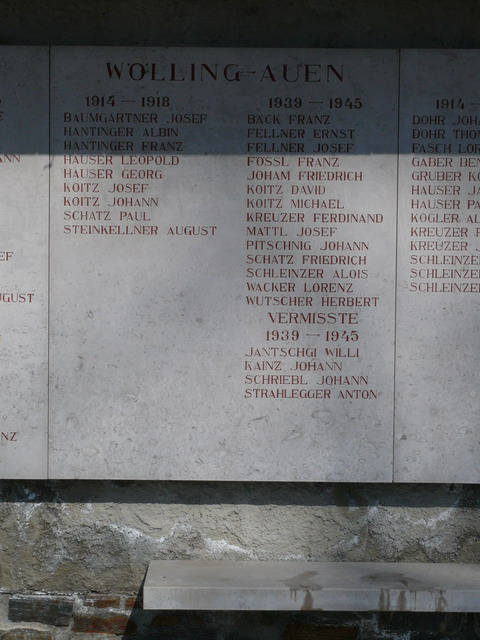 WÖLLING-AUEN
1914 — 1918
BAUMGARTNER JOSEF
HANTINGER ALBIN
HANTINGER FRANZ
HAUSER LEOPOLD
HAUSER GEORG
KOITZ JOSEF
KOITZ JOHANN
SCHATZ PAUL
STEINKELLNER AUGUST
1939 — 1945
BACK FRANZ
FELLNER ERNST
FELLNER JOSEF
FÖSSL FRANZ
JOHAM FRIEDRICH
KOITZ DAVID
KOITZ MICHAEL
KREUZER FERDINAND
MATTL JOSEF
PITSCHNIG JOHANN
SCHATZ FRIEDRICH
SCHLEINZER ALOIS
WACKER LORENZ
WUTSCHER HERBERT
VERMISSTE
1939 — 1945
JANTSCHGI WILLI
KAINZ JOHANN
SCHRIEBL JOHANN
STRAHLEGGER ANTON
1914 —
DOHR
DOHR
FASCH
GABER
GRUBER
HAUSER
HAUSER
KOGLER
KREUZER
KREUZER
SCHLEINZE
SCHLEINZE
SCHLEINZE